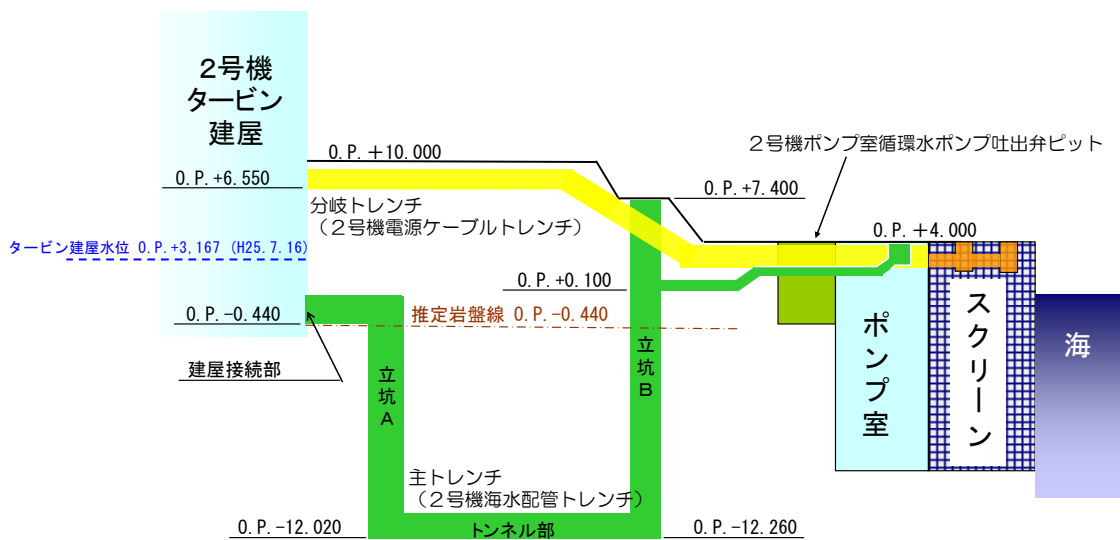 2号機
タービン
建屋
O.P.+10.000
2号機ポンプ室循環水ポンプ吐出弁ピット
O.P.+6.550
O.P.+7.400
分岐トレンチ
(2号機電源ケーブルトレンチ)
O.P.+4.000
タービン建屋水位 O.P.+3,167 (H25.7.16)
O.P.+0.100
O.P.-0.440
推定岩盤線 O.P.-0.440
建屋接続部
立坑A
立坑B
ポンプ室
スクリーン
海
主トレンチ
(2号機海水配管トレンチ)
O.P.-12.020
トンネル部
O.P.-12.260